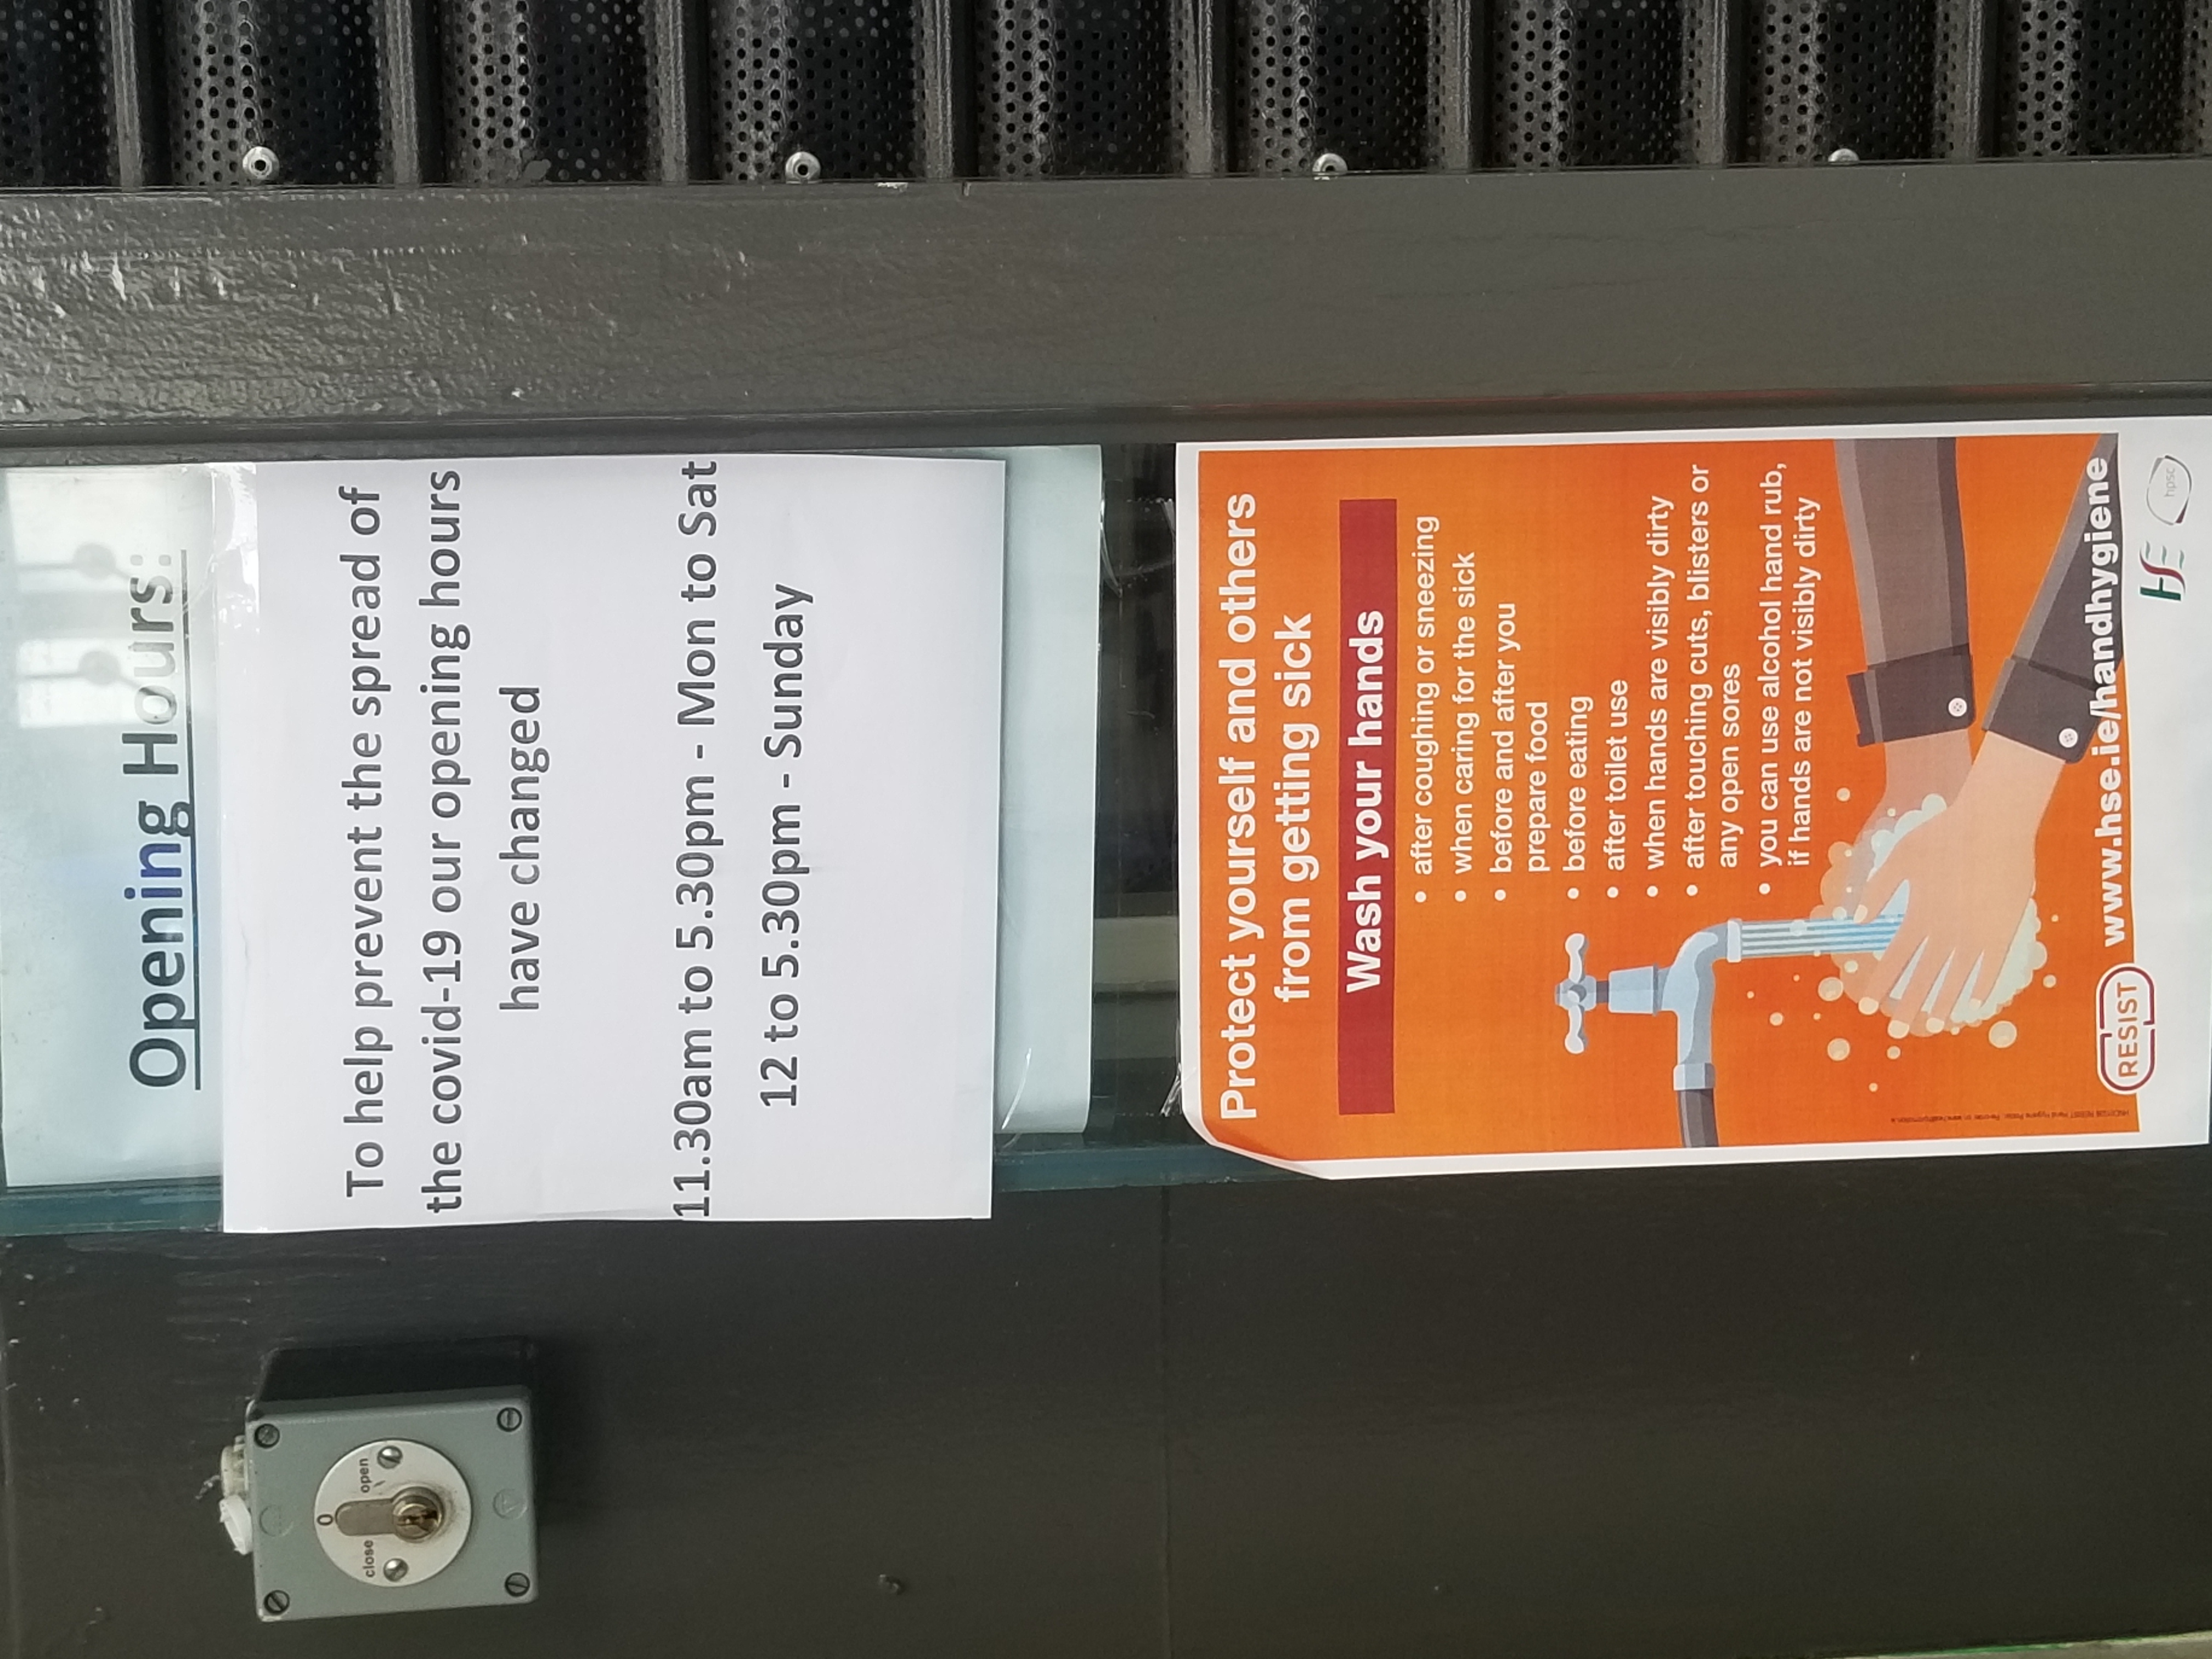 Opening Hours:
To help prevent the spread of
the covid-19 our opening hours
have changed
11.30am to 5.30pm - Mon to Sat
12 to 5.30pm - Sunday
0
close
open
Protect yourself and others
from getting sick
Wash your hands
• after coughing or sneezing
• when caring for the sick
• before and after you
prepare food
• before eating
• after toilet use
• when hands are visibly dirty
• after touching cuts, blisters or
any open sores
• you can use alcohol hand rub,
if hands are not visibly dirty
www.hse.ie/handhygiene
RESIST
HSE
hpsc